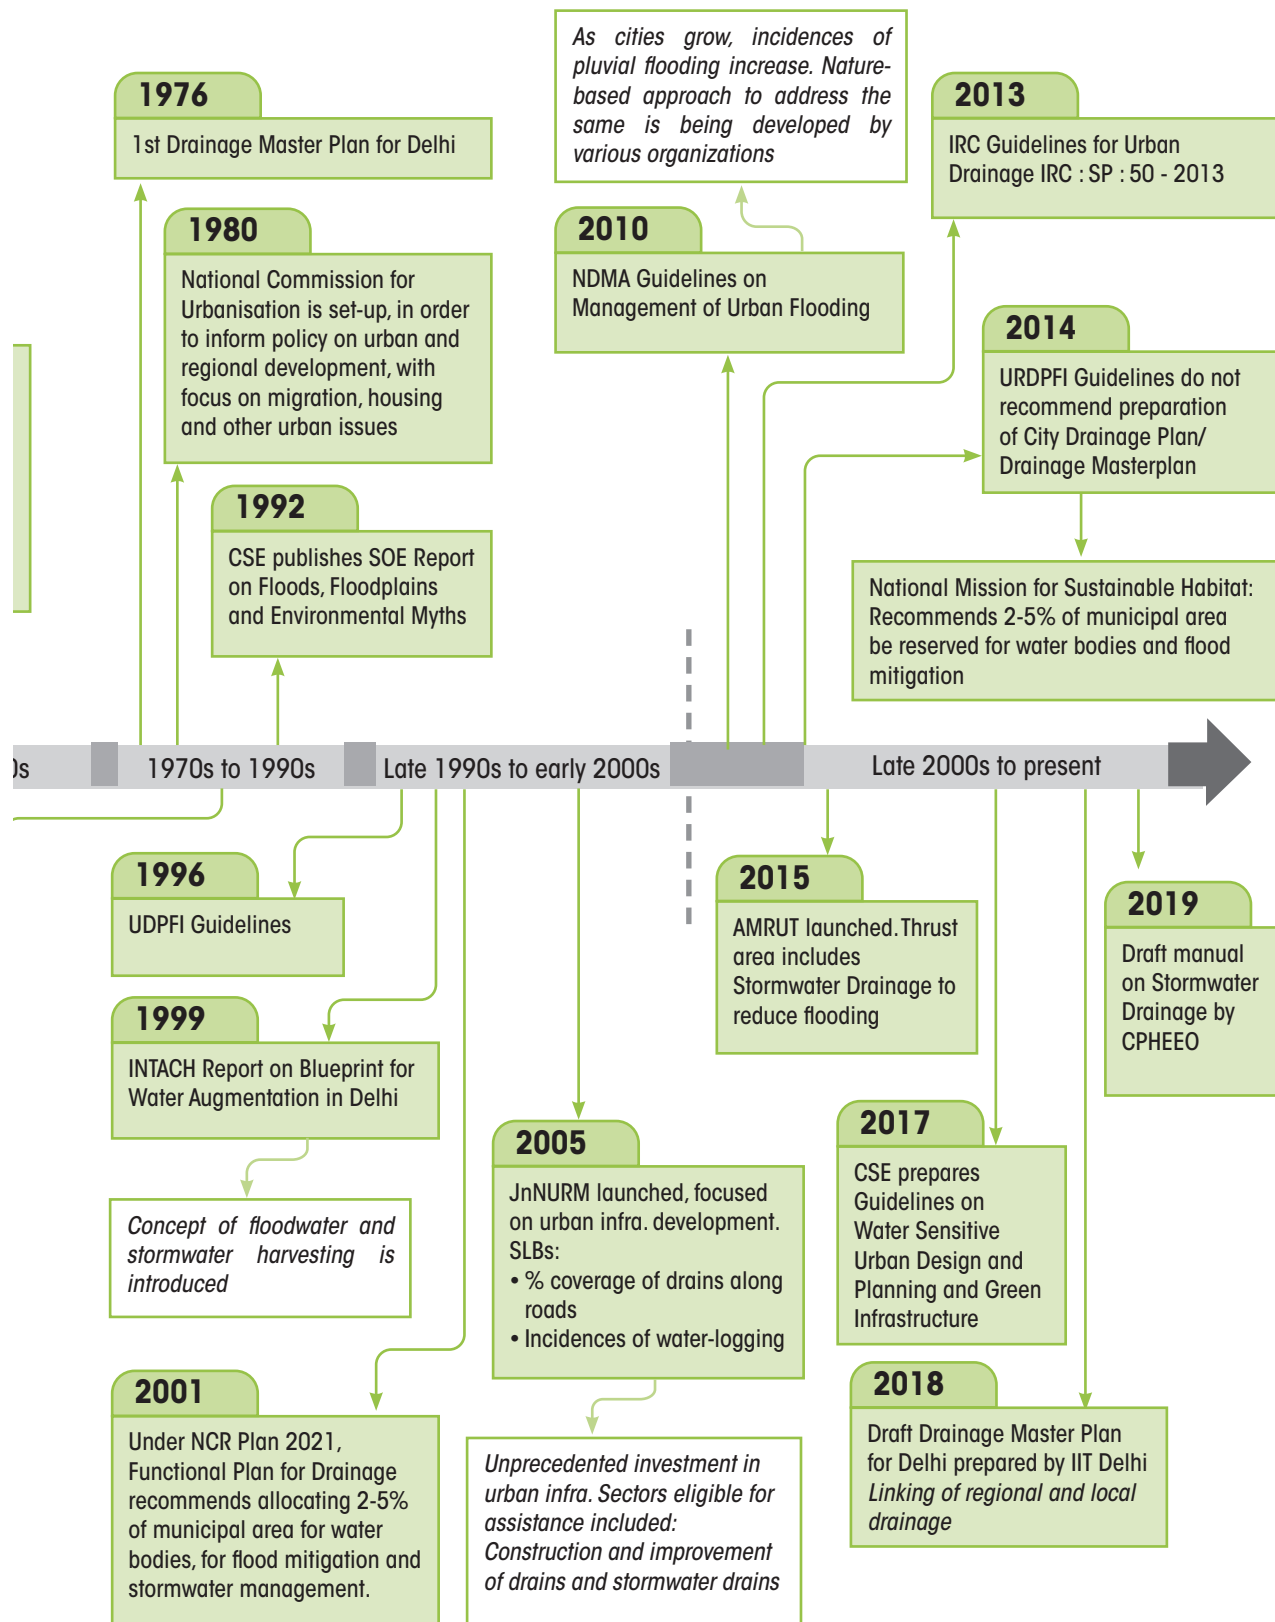 1976
1st Drainage Master Plan for Delhi
1980
National Commission for
Urbanisation is set-up, in order
to inform policy on urban and
regional development, with
focus on migration, housing
and other urban issues
1992
CSE publishes SOE Report
on Floods, Floodplains
and Environmental Myths
As cities grow, incidences of
pluvial flooding increase. Nature-
based approach to address the
same is being developed by
various organizations
2010
NDMA Guidelines on
Management of Urban Flooding
2013
IRC Guidelines for Urban
Drainage IRC : SP : 50 - 2013
2014
URDPFI Guidelines do not
recommend preparation
of City Drainage Plan/
Drainage Masterplan
National Mission for Sustainable Habitat:
Recommends 2-5% of municipal area
be reserved for water bodies and flood
mitigation
1970s to 1990s
Late 1990s to early 2000s
Late 2000s to present
1996
UDPFI Guidelines
1999
INTACH Report on Blueprint for
Water Augmentation in Delhi
Concept of floodwater and
stormwater harvesting is
introduced
2001
Under NCR Plan 2021,
Functional Plan for Drainage
recommends allocating 2-5%
of municipal area for water
bodies, for flood mitigation and
stormwater management.
2005
JnNURM launched, focused
on urban infra. development.
SLBs:
• % coverage of drains along
roads
• Incidences of water-logging
Unprecedented investment in
urban infra. Sectors eligible for
assistance included:
Construction and improvement
of drains and stormwater drains
2015
AMRUT launched. Thrust
area includes
Stormwater Drainage to
reduce flooding
2017
CSE prepares
Guidelines on
Water Sensitive
Urban Design and
Planning and Green
Infrastructure
2018
Draft Drainage Master Plan
for Delhi prepared by IIT Delhi
Linking of regional and local
drainage
2019
Draft manual
on Stormwater
Drainage by
CPHEEO